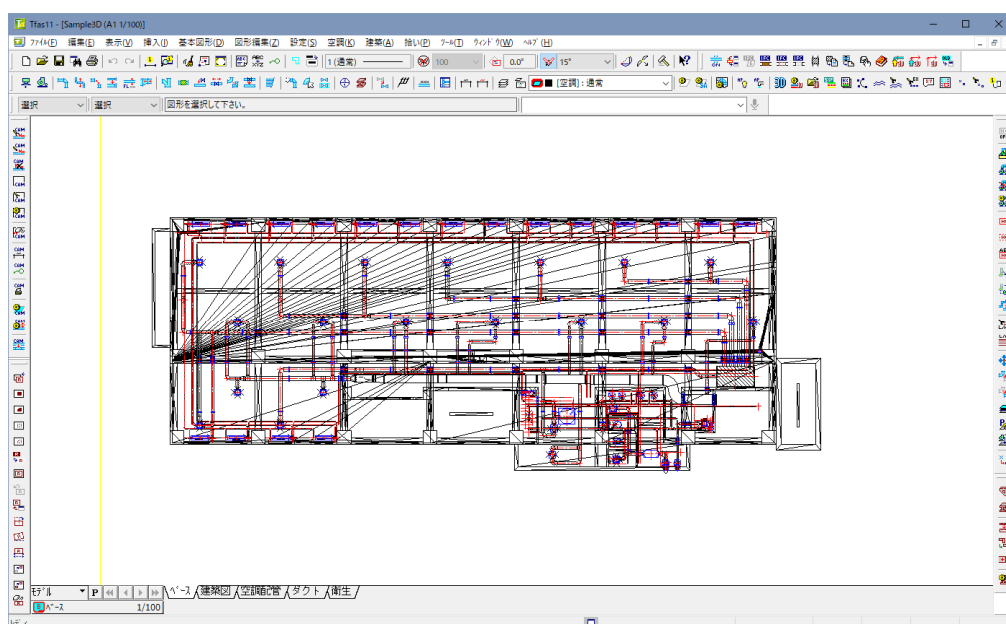 Tfas11 - [Sample3D (A1 1/100)]
ファイル(F) 編集(E) 表示(V) 挿入(I) 基本図形(D) 図形編集(Z) 設定(S) 空調(K) 建築(A) 拾い(P) ツール(T) ウィンドウ(W) ヘルプ(H)
1 (通常) 100 0.0° 15°
[空調] : 通常
選択 選択 図形を選択して下さい。
モデル P ベース 建築図 空調配管 ダクト 衛生
ベース 1/100